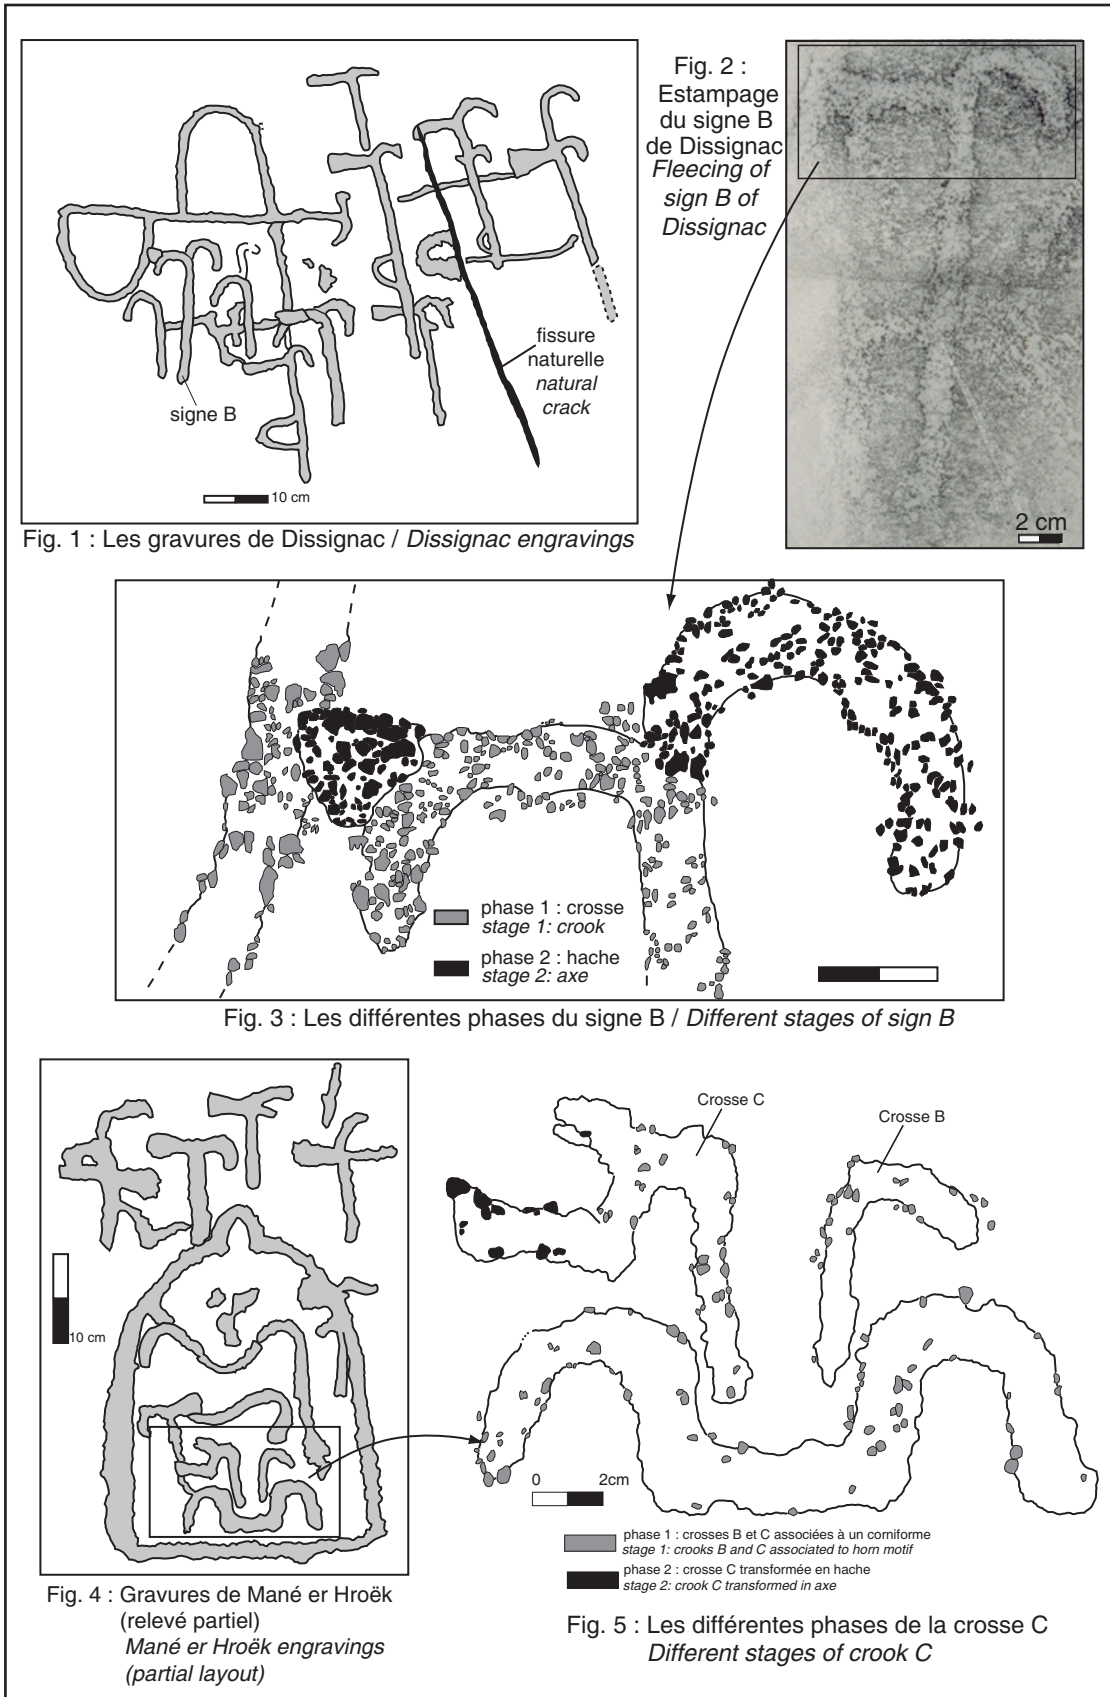 Fig. 2 :
Estampage
du signe B
de Dissignac
Fleecing of
sign B of
Dissignac
fissure
naturelle
natural
crack
signe B
10 cm
2 cm
Fig. 1 : Les gravures de Dissignac / Dissignac engravings
phase 1 : crosse
stage 1: crook
phase 2 : hache
stage 2: axe
Fig. 3 : Les différentes phases du signe B / Different stages of sign B
Crosse C
Crosse B
10 cm
0 2cm
phase 1 : crosses B et C associées à un corniforme
stage 1: crooks B and C associated to horn motif
phase 2 : crosse C transformée en hache
stage 2: crook C transformed in axe
Fig. 4 : Gravures de Mané er Hroëk
(relevé partiel)
Mané er Hroëk engravings
(partial layout)
Fig. 5 : Les différentes phases de la crosse C
Different stages of crook C